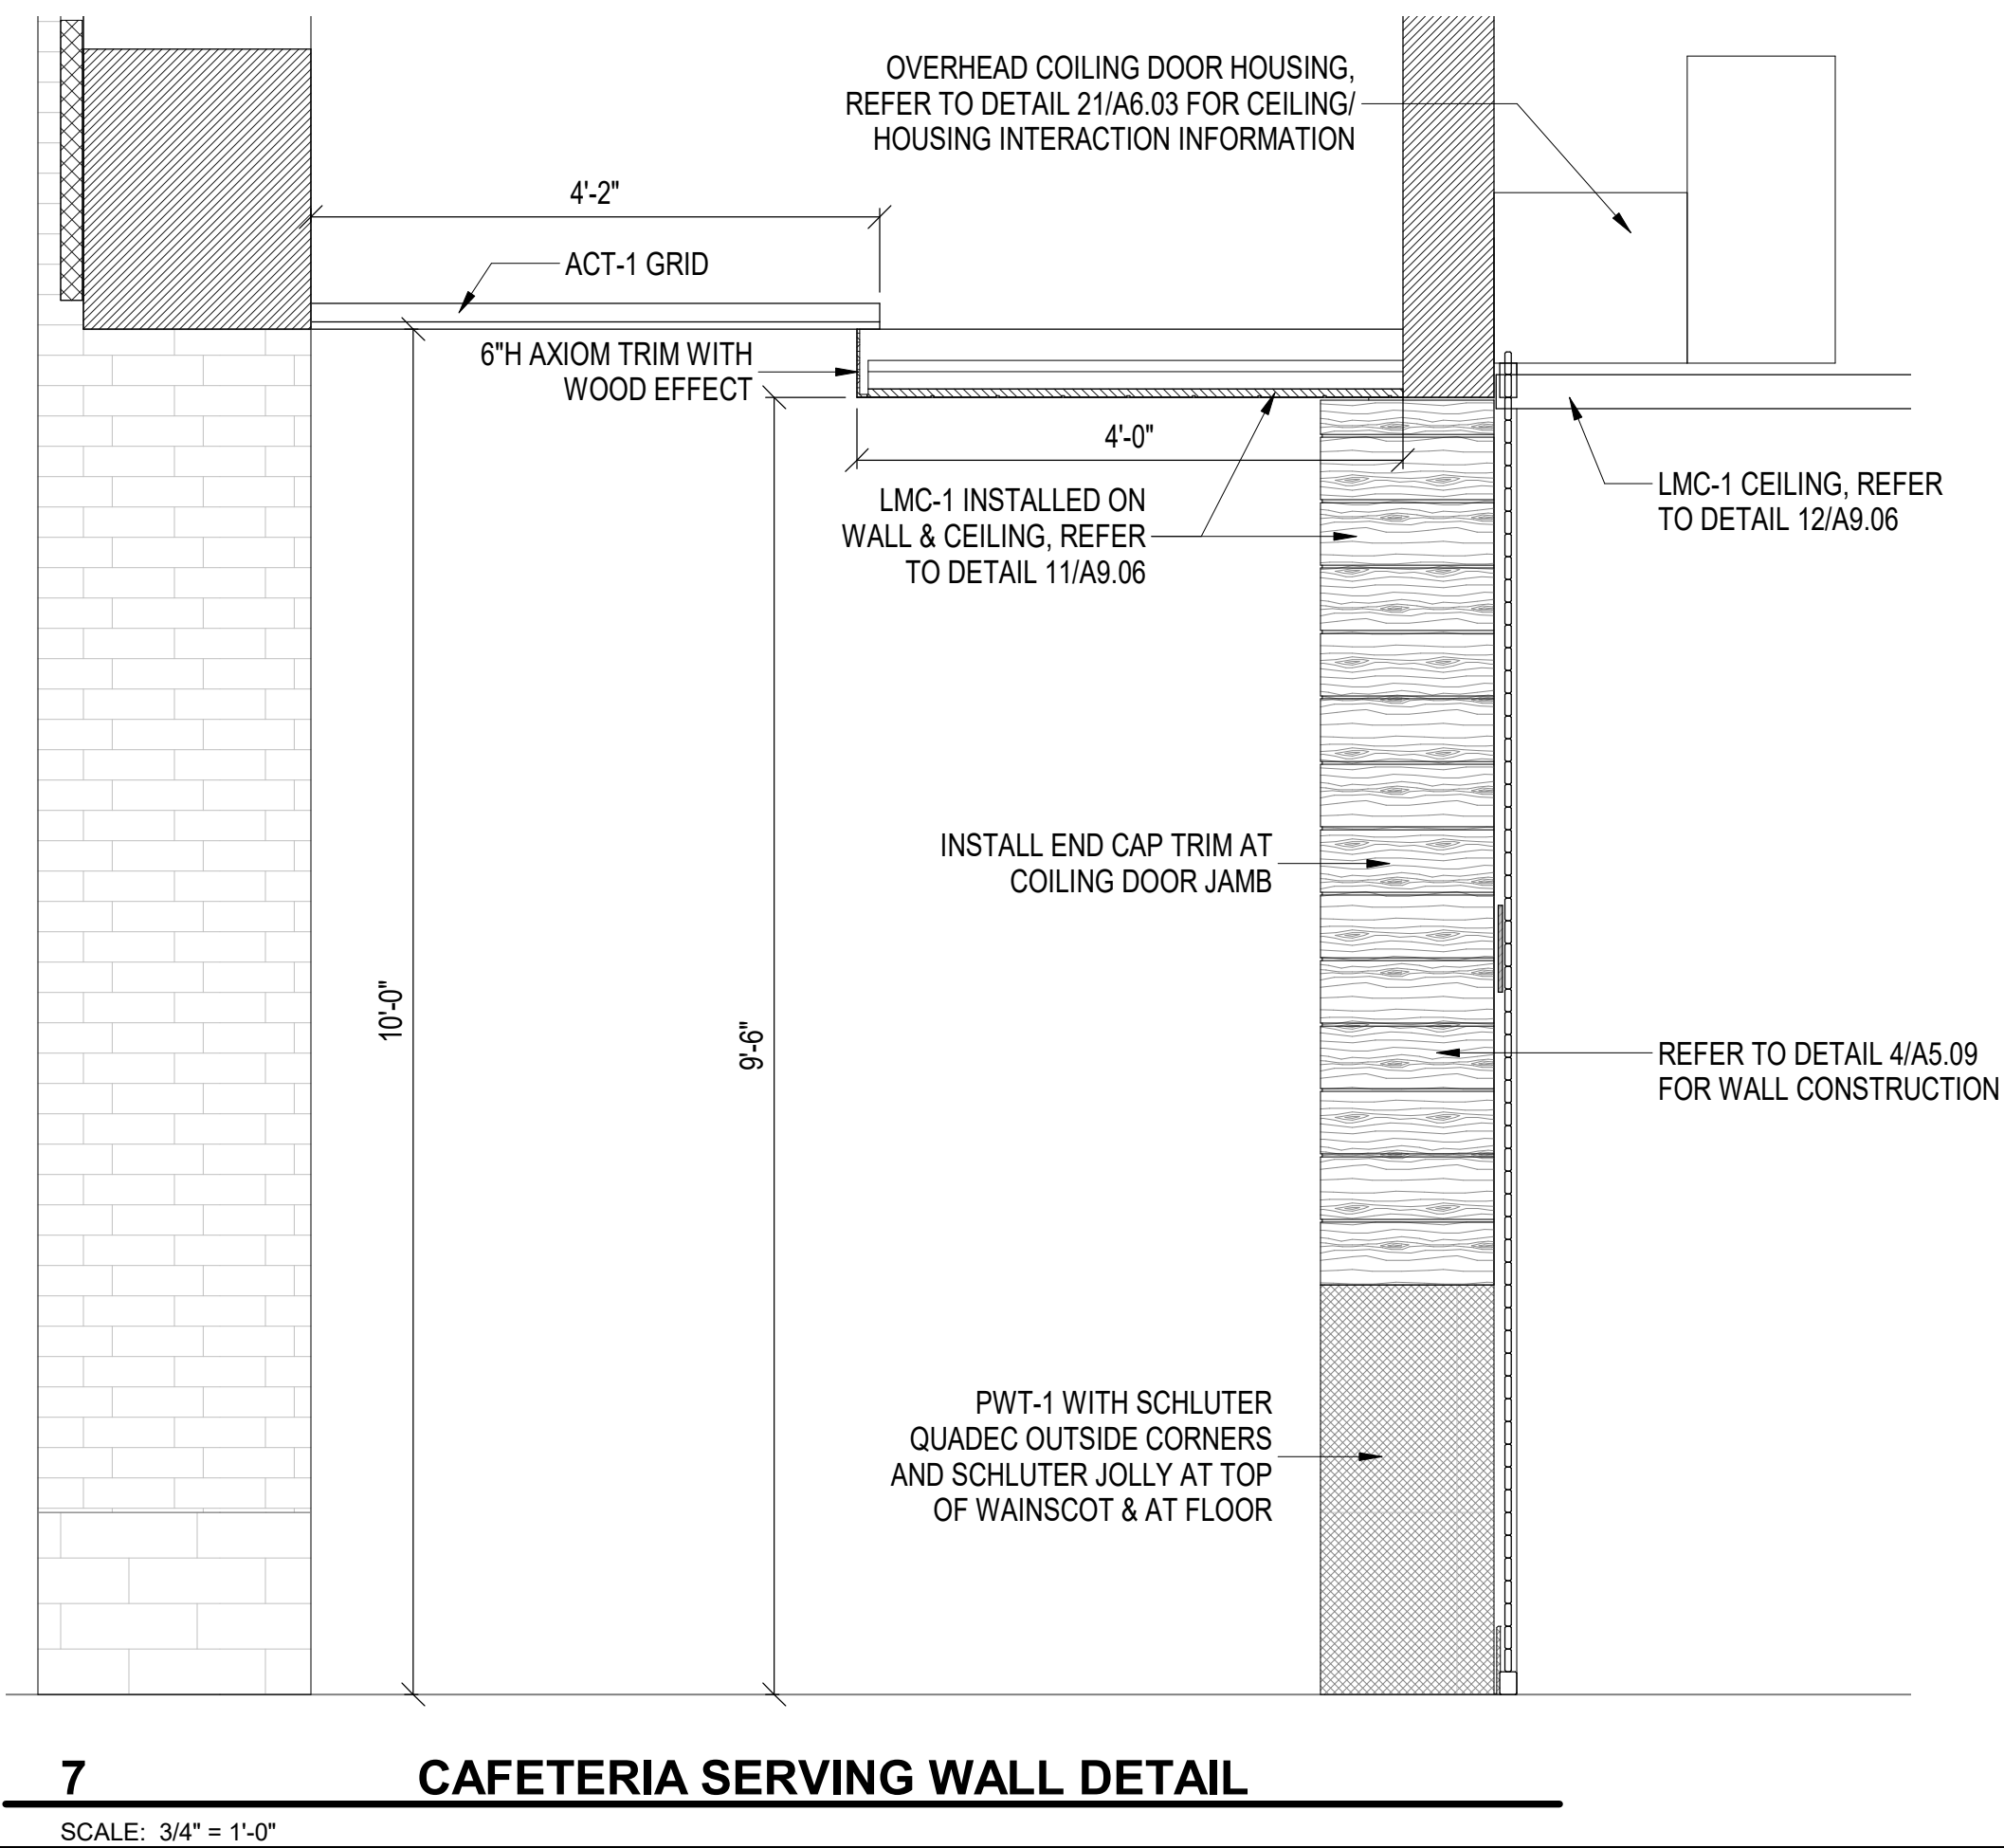 OVERHEAD COILING DOOR HOUSING,
REFER TO DETAIL 21/A6.03 FOR CEILING/
HOUSING INTERACTION INFORMATION
4'-2"
ACT-1 GRID
6"H AXIOM TRIM WITH
WOOD EFFECT
4'-0"
LMC-1 INSTALLED ON
WALL & CEILING, REFER
TO DETAIL 11/A9.06
LMC-1 CEILING, REFER
TO DETAIL 12/A9.06
INSTALL END CAP TRIM AT
COILING DOOR JAMB
10'-0"
9'-6"
REFER TO DETAIL 4/A5.09
FOR WALL CONSTRUCTION
PWT-1 WITH SCHLUTER
QUADEC OUTSIDE CORNERS
AND SCHLUTER JOLLY AT TOP
OF WAINSCOT & AT FLOOR
7 CAFETERIA SERVING WALL DETAIL
SCALE: 3/4" = 1'-0"